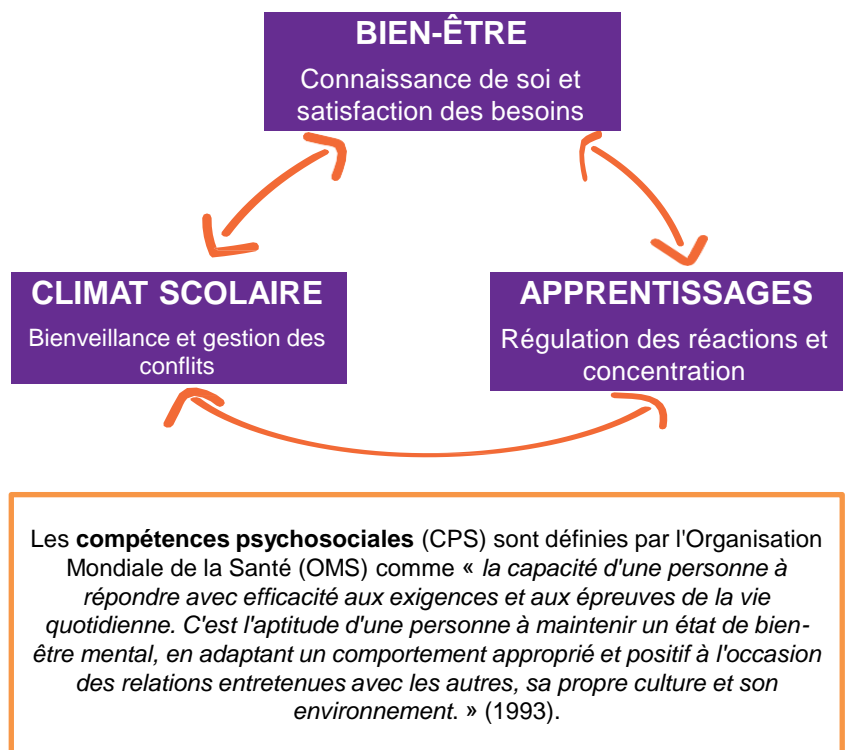 BIEN-ÊTRE
Connaissance de soi et
satisfaction des besoins
CLIMAT SCOLAIRE
Bienveillance et gestion des
conflits
APPRENTISSAGES
Régulation des réactions et
concentration
Les compétences psychosociales (CPS) sont définies par l'Organisation
Mondiale de la Santé (OMS) comme « la capacité d'une personne à
répondre avec efficacité aux exigences et aux épreuves de la vie
quotidienne. C'est l'aptitude d'une personne à maintenir un état de bien-
être mental, en adaptant un comportement approprié et positif à l'occasion
des relations entretenues avec les autres, sa propre culture et son
environnement. » (1993).